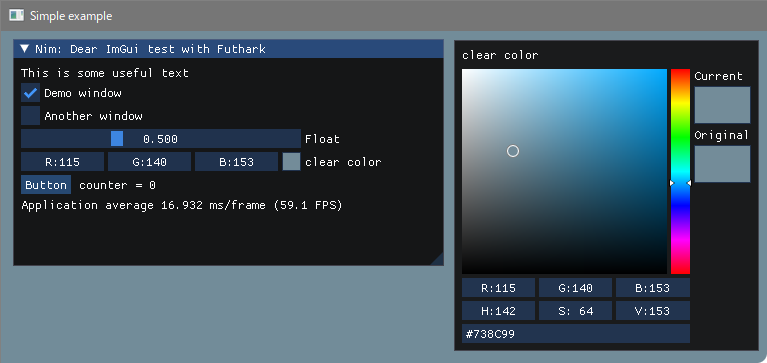 Simple example
Nim: Dear ImGui test with Futhark
This is some useful text
Demo window
Another window
0.500 Float
R:115 G:140 B:153 clear color
Button counter = 0
Application average 16.932 ms/frame (59.1 FPS)
clear color
Current
Original
R:115 G:140 B:153
H:142 S: 64 V:153
#738C99